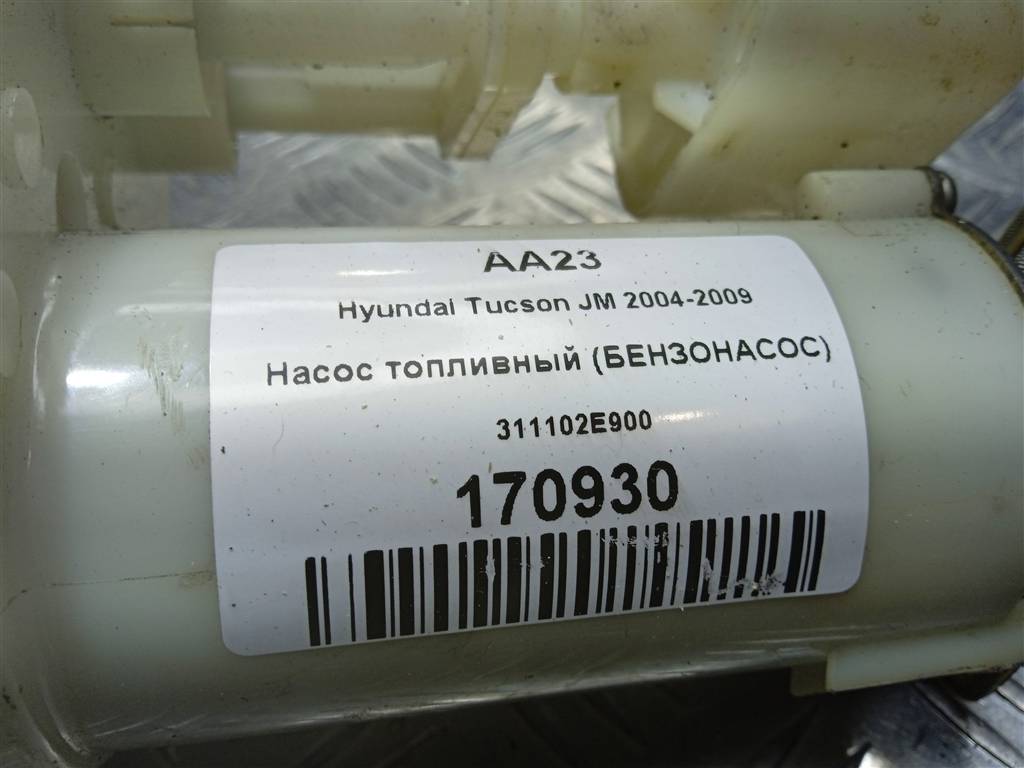 AA23
Hyundai Tucson JM 2004-2009
Насос топливный (БЕНЗОНАСОС)
311102E900
170930